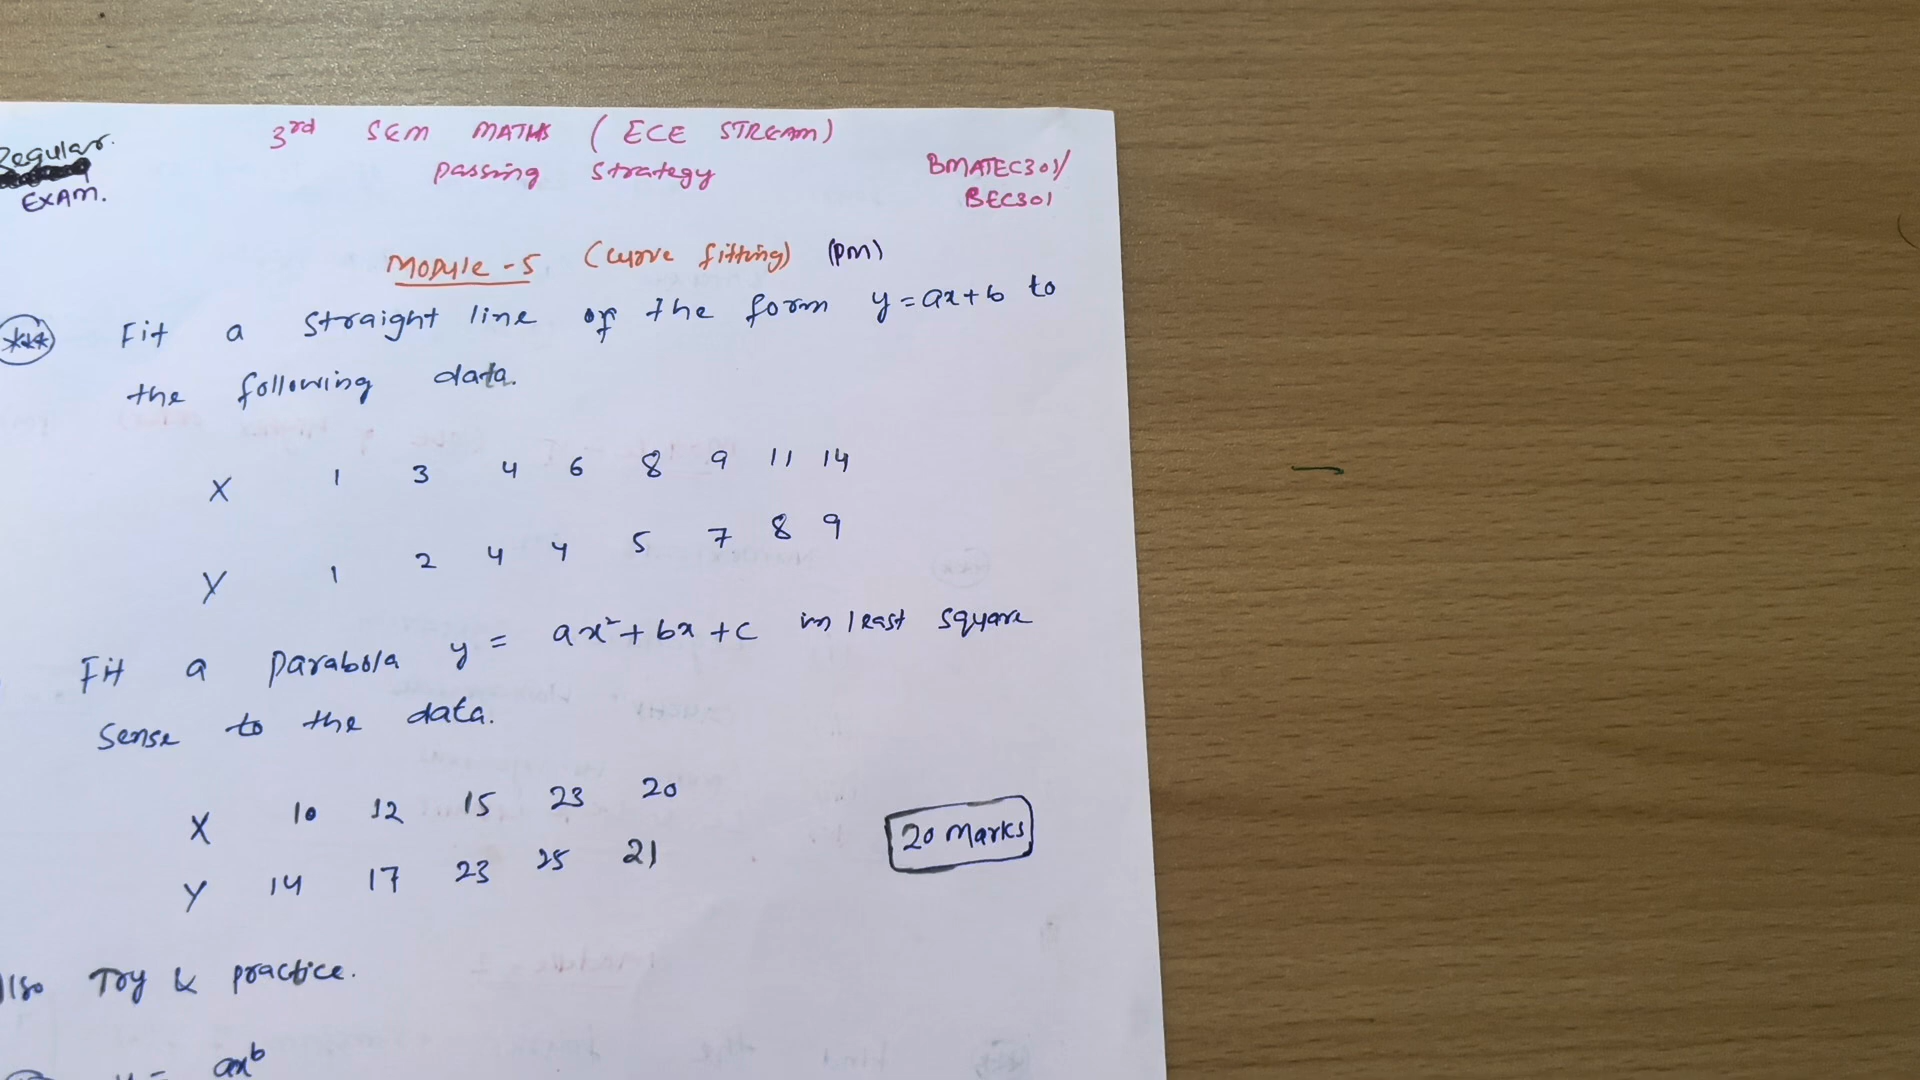 Regular.
EXAM.
3rd SEM MATHS (ECE STREAM)
passing strategy
BMATEC301/
BEC301
MODULE-5 (curve fitting) (PM)
*** Fit a straight line of the form y=ax+b to
the following data.
X 1 3 4 6 8 9 11 14
Y 1 2 4 4 5 7 8 9
Fit a parabola y = ax²+bx+c in least square
sense to the data.
X 10 12 15 23 20
Y 14 17 23 25 21
20 Marks
Also Try & practice.
y = ax^b